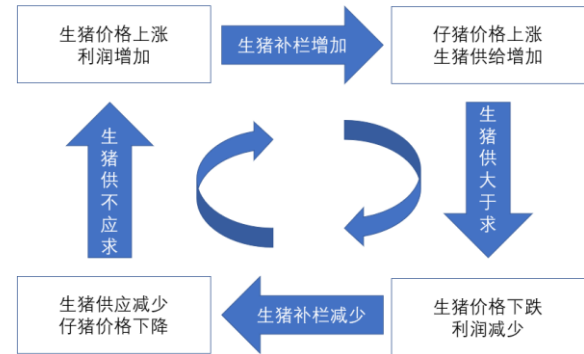 生猪价格上涨
利润增加
生猪补栏增加
仔猪价格上涨
生猪供给增加
生猪供不应求
生猪供大于求
生猪供应减少
仔猪价格下降
生猪补栏减少
生猪价格下跌
利润减少